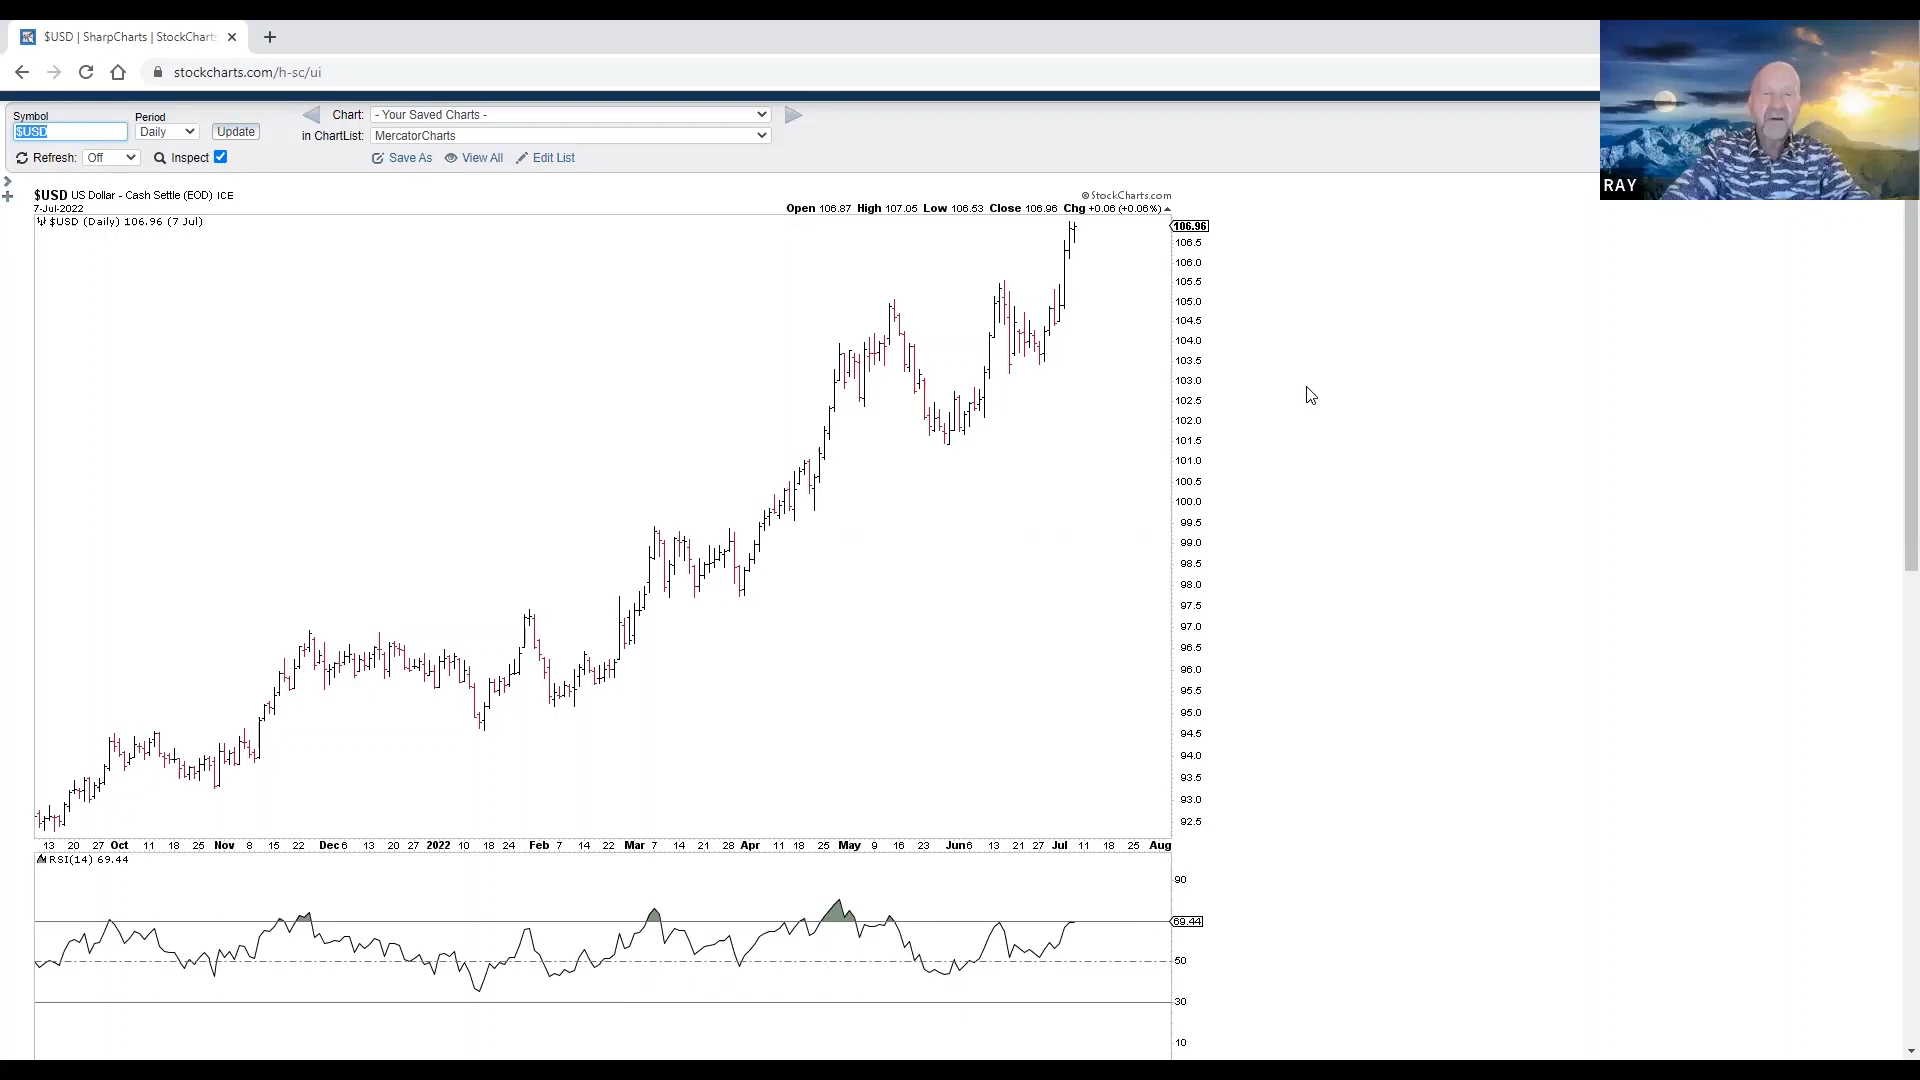 $USD | SharpCharts | StockChart
stockcharts.com/h-sc/ui
RAY
Symbol
Period
$USD
Daily
Update
Chart:
- Your Saved Charts -
in ChartList:
MercatorCharts
Refresh:
Off
Inspect
Save As
View All
Edit List
$USD US Dollar - Cash Settle (EOD) ICE
© StockCharts.com
7-Jul-2022
Open 106.87 High 107.05 Low 106.53 Close 106.96 Chg +0.06 (+0.06%)
$USD (Daily) 106.96 (7 Jul)
106.96
106.5
106.0
105.5
105.0
104.5
104.0
103.5
103.0
102.5
102.0
101.5
101.0
100.5
100.0
99.5
99.0
98.5
98.0
97.5
97.0
96.5
96.0
95.5
95.0
94.5
94.0
93.5
93.0
92.5
13 20 27 Oct 11 18 25 Nov 8 15 22 Dec 6 13 20 27 2022 10 18 24 Feb 7 14 22 Mar 7 14 21 28 Apr 11 18 25 May 9 16 23 Jun 6 13 21 27 Jul 11 18 25 Aug
RSI(14) 69.44
90
69.44
50
30
10